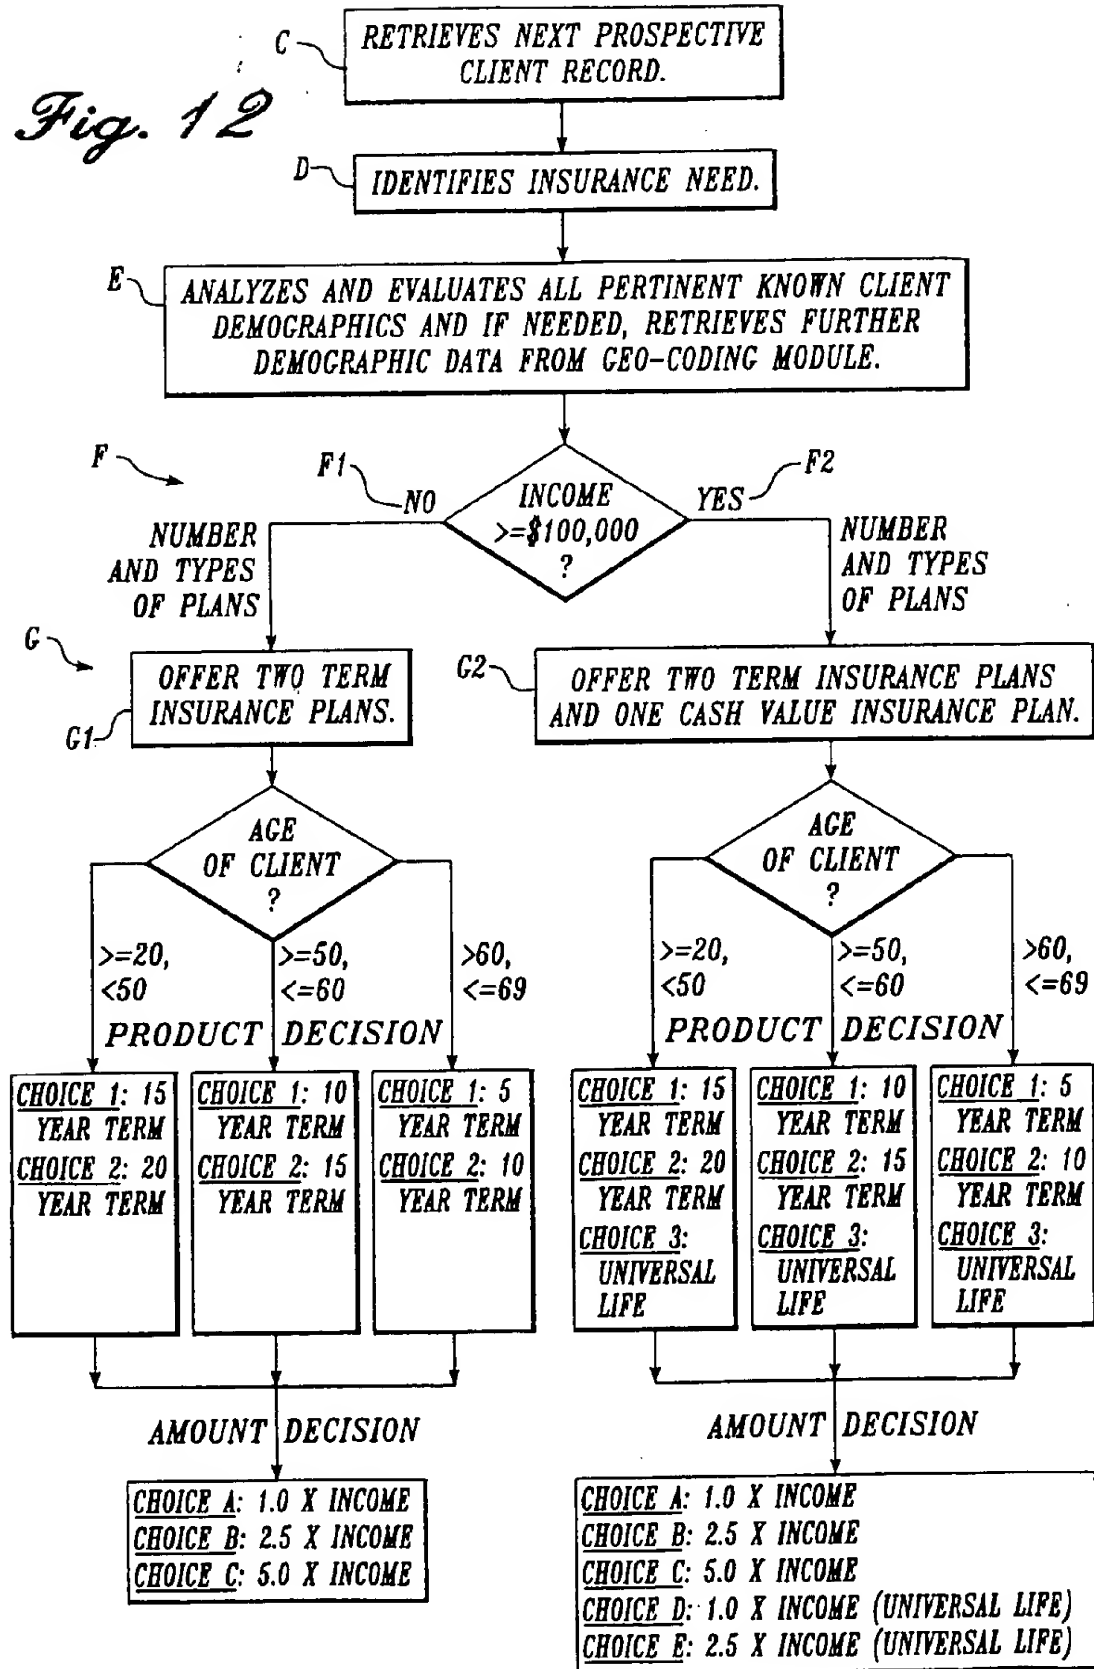 Fig. 12
C
RETRIEVES NEXT PROSPECTIVE
CLIENT RECORD.
D
IDENTIFIES INSURANCE NEED.
E
ANALYZES AND EVALUATES ALL PERTINENT KNOWN CLIENT
DEMOGRAPHICS AND IF NEEDED, RETRIEVES FURTHER
DEMOGRAPHIC DATA FROM GEO-CODING MODULE.
F
F1
NO
INCOME
>=$100,000
?
YES
F2
NUMBER
AND TYPES
OF PLANS
NUMBER
AND TYPES
OF PLANS
G
G1
OFFER TWO TERM
INSURANCE PLANS.
G2
OFFER TWO TERM INSURANCE PLANS
AND ONE CASH VALUE INSURANCE PLAN.
AGE
OF CLIENT
?
>=20,
<50
>=50,
<=60
>60,
<=69
PRODUCT DECISION
CHOICE 1: 15
YEAR TERM
CHOICE 2: 20
YEAR TERM
CHOICE 1: 10
YEAR TERM
CHOICE 2: 15
YEAR TERM
CHOICE 1: 5
YEAR TERM
CHOICE 2: 10
YEAR TERM
AMOUNT DECISION
CHOICE A: 1.0 X INCOME
CHOICE B: 2.5 X INCOME
CHOICE C: 5.0 X INCOME
AGE
OF CLIENT
?
>=20,
<50
>=50,
<=60
>60,
<=69
PRODUCT DECISION
CHOICE 1: 15
YEAR TERM
CHOICE 2: 20
YEAR TERM
CHOICE 3:
UNIVERSAL
LIFE
CHOICE 1: 10
YEAR TERM
CHOICE 2: 15
YEAR TERM
CHOICE 3:
UNIVERSAL
LIFE
CHOICE 1: 5
YEAR TERM
CHOICE 2: 10
YEAR TERM
CHOICE 3:
UNIVERSAL
LIFE
AMOUNT DECISION
CHOICE A: 1.0 X INCOME
CHOICE B: 2.5 X INCOME
CHOICE C: 5.0 X INCOME
CHOICE D: 1.0 X INCOME (UNIVERSAL LIFE)
CHOICE E: 2.5 X INCOME (UNIVERSAL LIFE)